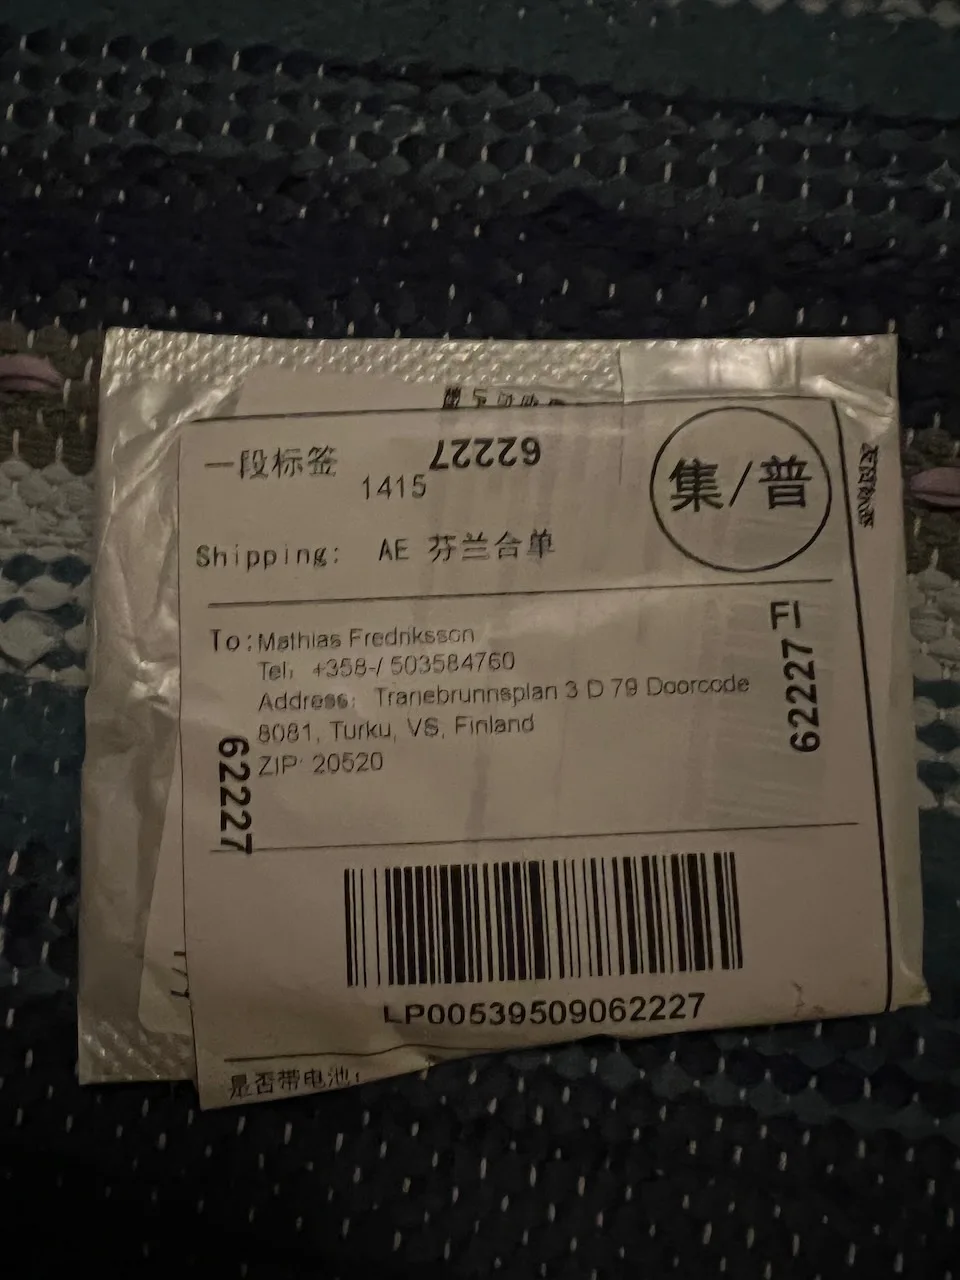 一段标签
62227
1415
集/普
Shipping: AE 芬兰合单
To: Mathias Fredriksson
Tel: +358-/ 503584760
Address: Tranebrunnsplan 3 D 79 Doorcode
8081, Turku, VS, Finland
ZIP: 20520
FI
62227
62227
LP00539509062227
是否带电池: